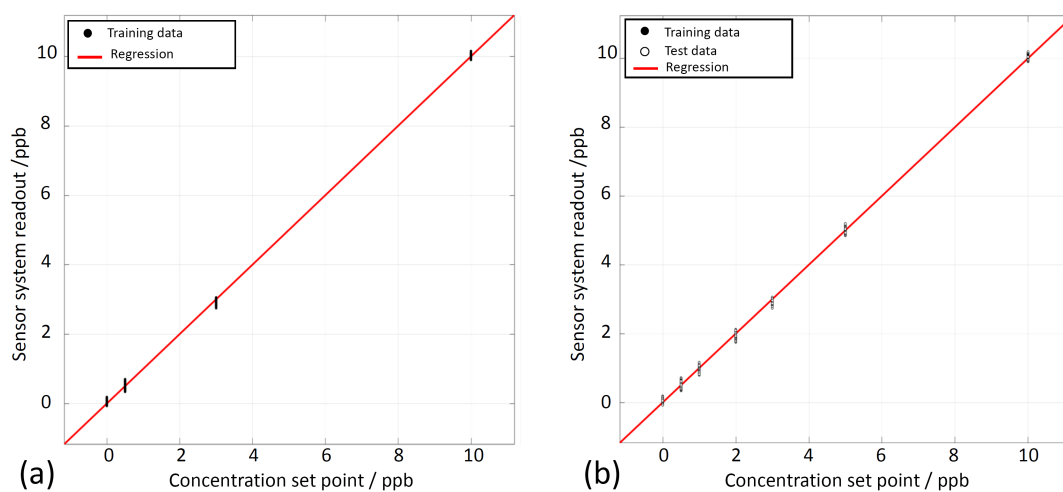 Training data
Regression
10
8
6
4
2
0
Sensor system readout /ppb
0 2 4 6 8 10
Concentration set point / ppb
(a)
Training data
Test data
Regression
10
8
6
4
2
0
Sensor system readout /ppb
0 2 4 6 8 10
Concentration set point / ppb
(b)